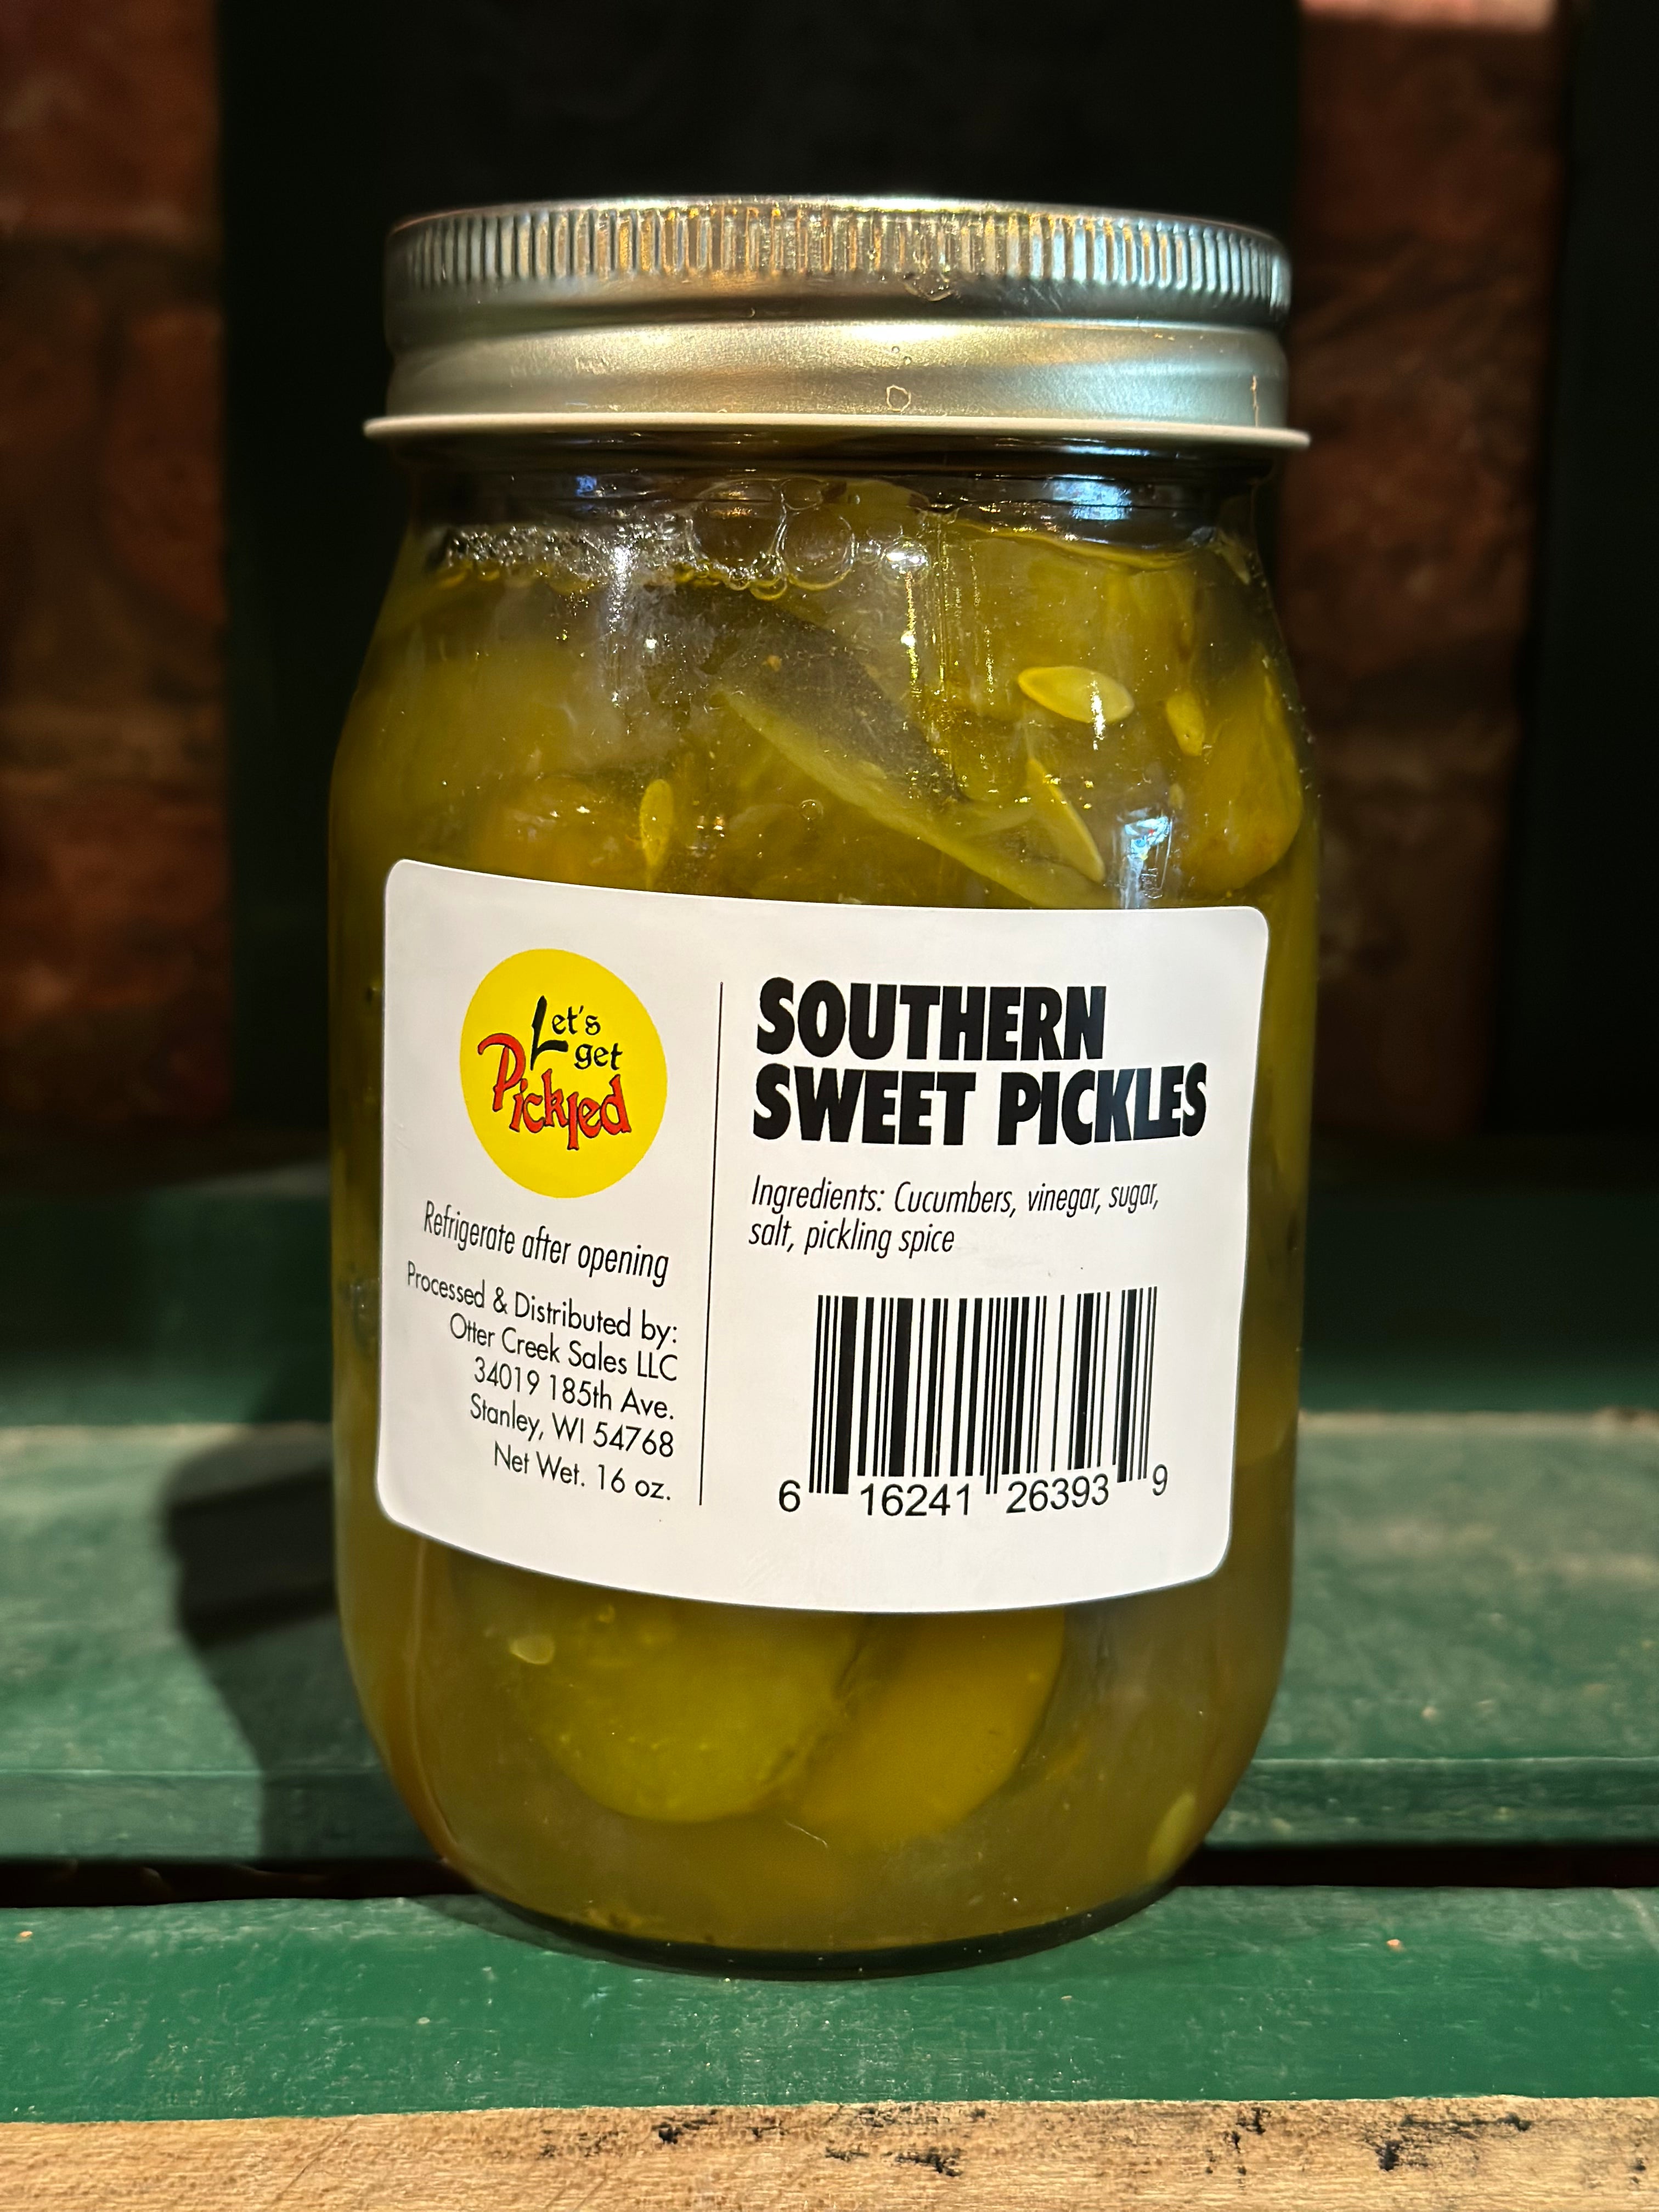 Let's
get
Pickled
Refrigerate after opening
Processed & Distributed by:
Otter Creek Sales LLC
34019 185th Ave.
Stanley, WI 54768
Net Wet. 16 oz.
SOUTHERN
SWEET PICKLES
Ingredients: Cucumbers, vinegar, sugar,
salt, pickling spice
6 16241 26393 9